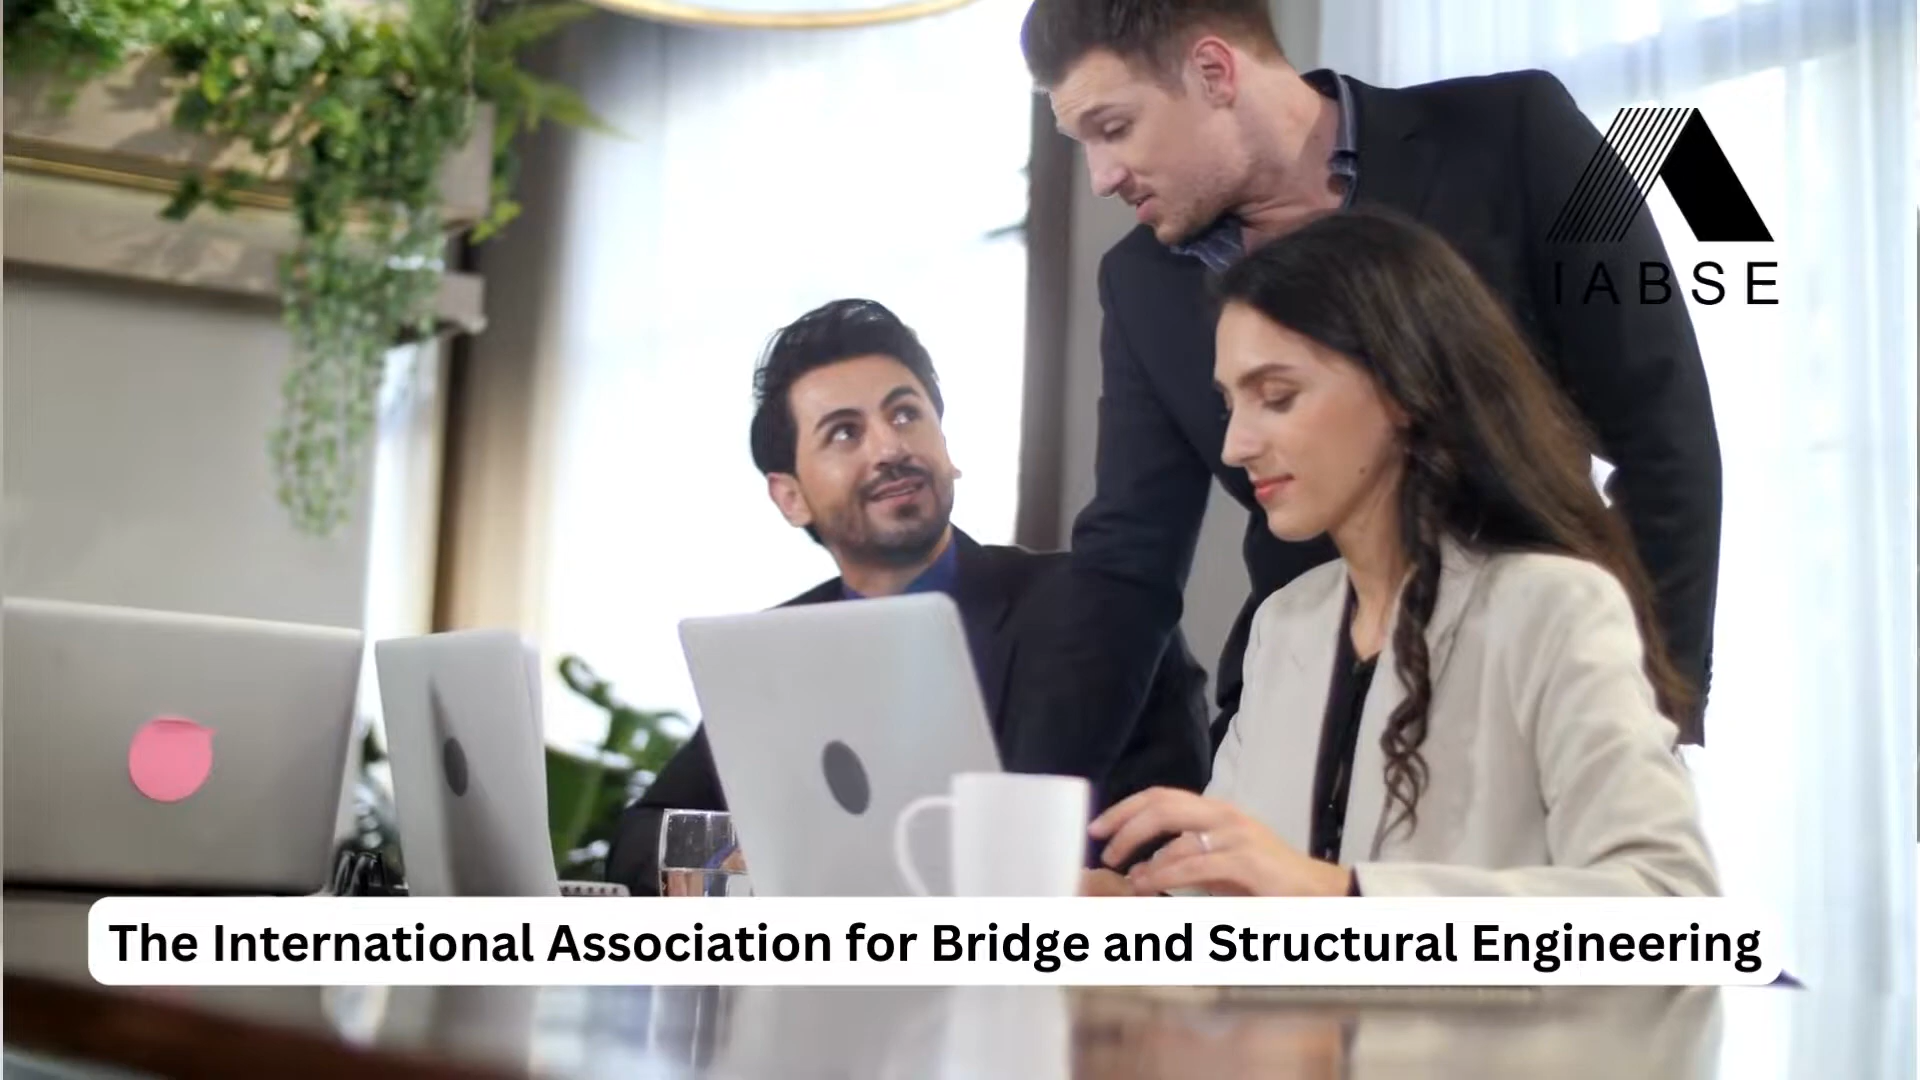 IABSE
The International Association for Bridge and Structural Engineering